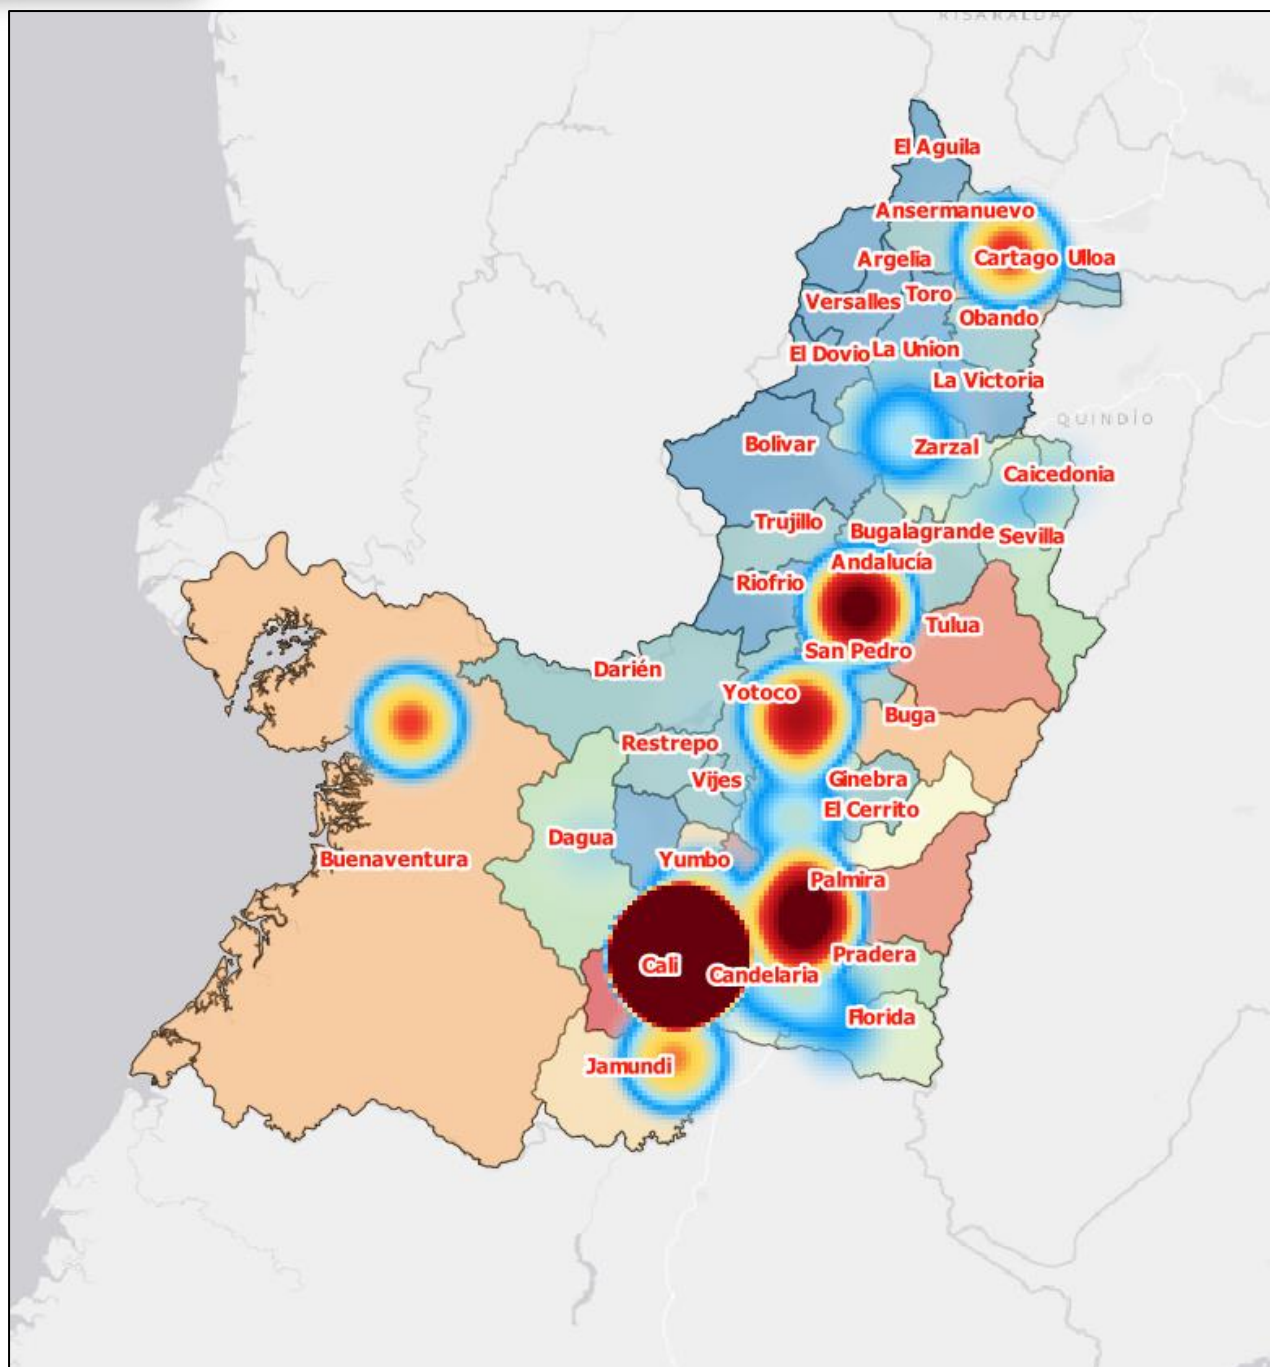 RISARALDA
El Aguila
Ansermanuevo
Argelia
Cartago
Ulloa
Versalles
Toro
Obando
El Dovio
La Union
La Victoria
QUINDÍO
Bolivar
Zarzal
Caicedonia
Trujillo
Bugalagrande
Sevilla
Andalucía
Riofrio
Tulua
San Pedro
Darién
Yotoco
Buga
Restrepo
Vijes
Ginebra
El Cerrito
Dagua
Buenaventura
Yumbo
Palmira
Pradera
Cali
Candelaria
Florida
Jamundi